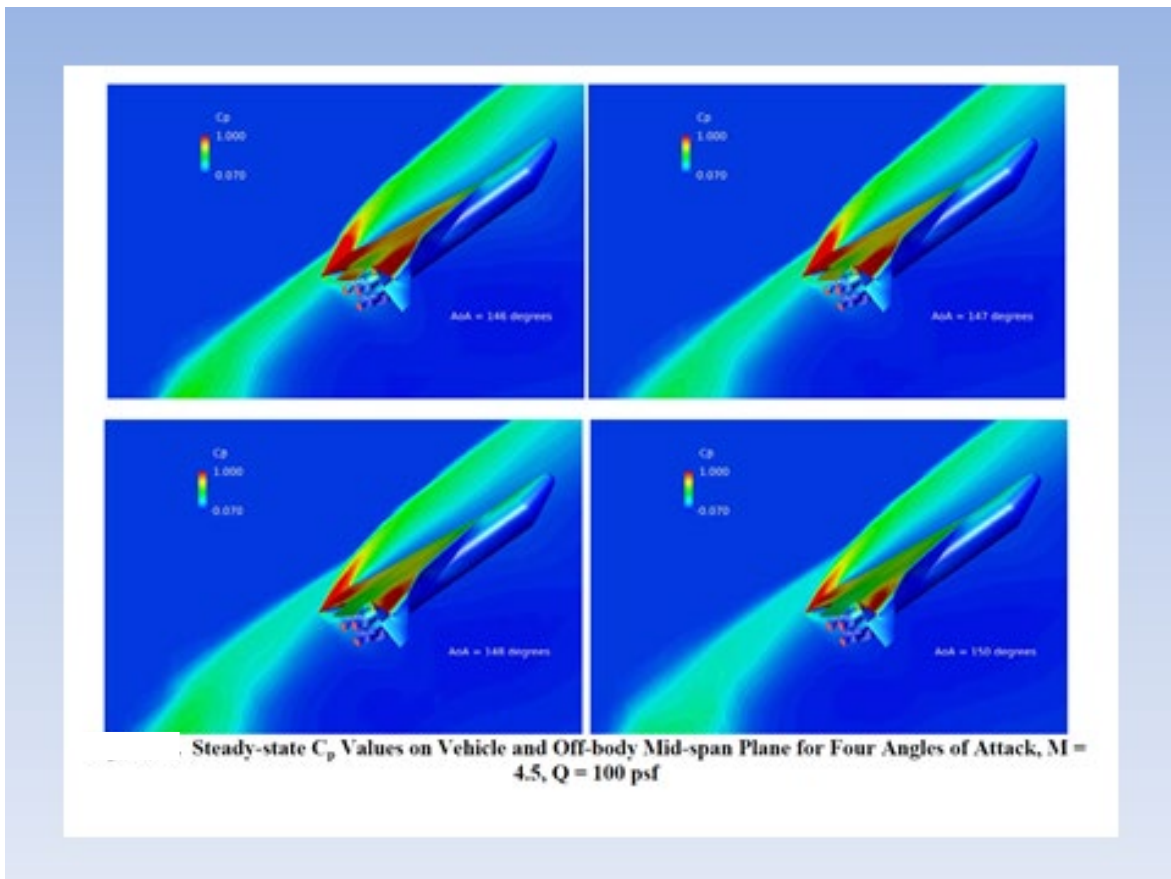 Cp
1.000
0.070
AoA = 146 degrees
Cp
1.000
0.070
AoA = 147 degrees
Cp
1.000
0.070
AoA = 148 degrees
Cp
1.000
0.070
AoA = 150 degrees
. Steady-state Cp Values on Vehicle and Off-body Mid-span Plane for Four Angles of Attack, M =
4.5, Q = 100 psf